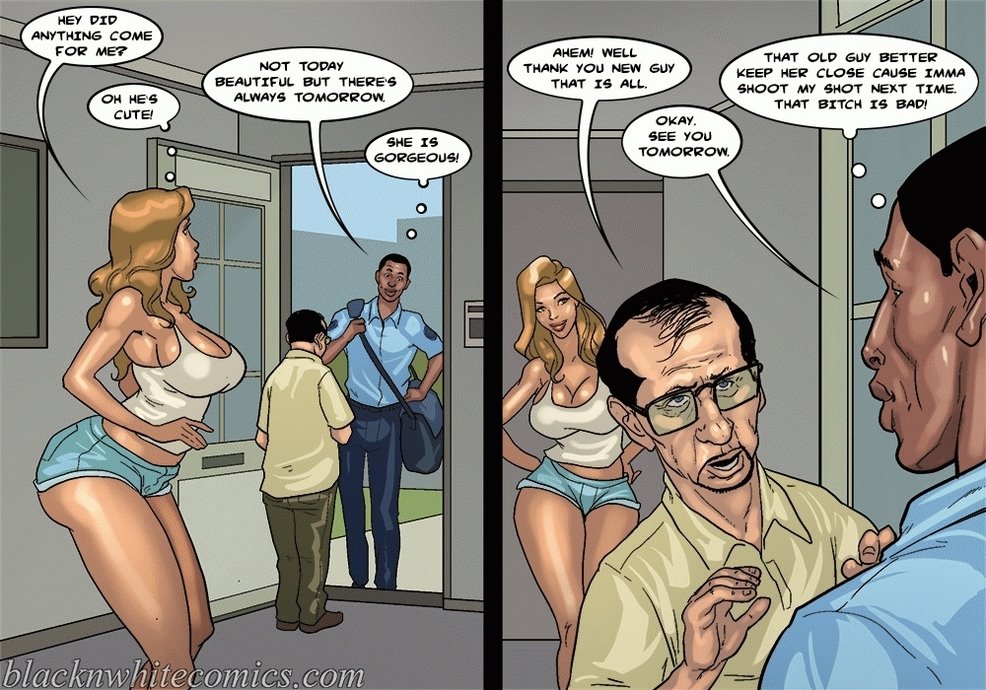 HEY DID
ANYTHING COME
FOR ME?
OH HE'S
CUTE!
NOT TODAY
BEAUTIFUL BUT THERE'S
ALWAYS TOMORROW.
SHE IS
GORGEOUS!
AHEM! WELL
THANK YOU NEW GUY
THAT IS ALL.
OKAY.
SEE YOU
TOMORROW.
THAT OLD GUY BETTER
KEEP HER CLOSE CAUSE IMMA
SHOOT MY SHOT NEXT TIME.
THAT BITCH IS BAD!
blacknwhitecomics.com